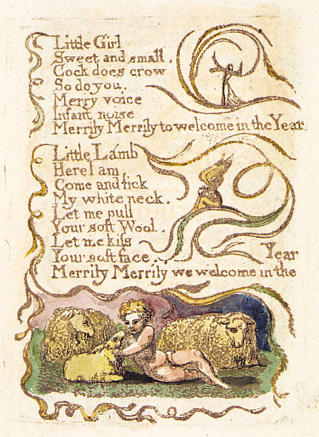 Little Girl
Sweet and small.
Cock does crow
So do you.
Merry voice
Infant noise
Merrily Merrily to welcome in the Year.
Little Lamb
Here I am.
Come and lick
My white neck.
Let me pull
Your soft Wool.
Let me kiss
Your soft face.
Merrily Merrily we welcome in the Year